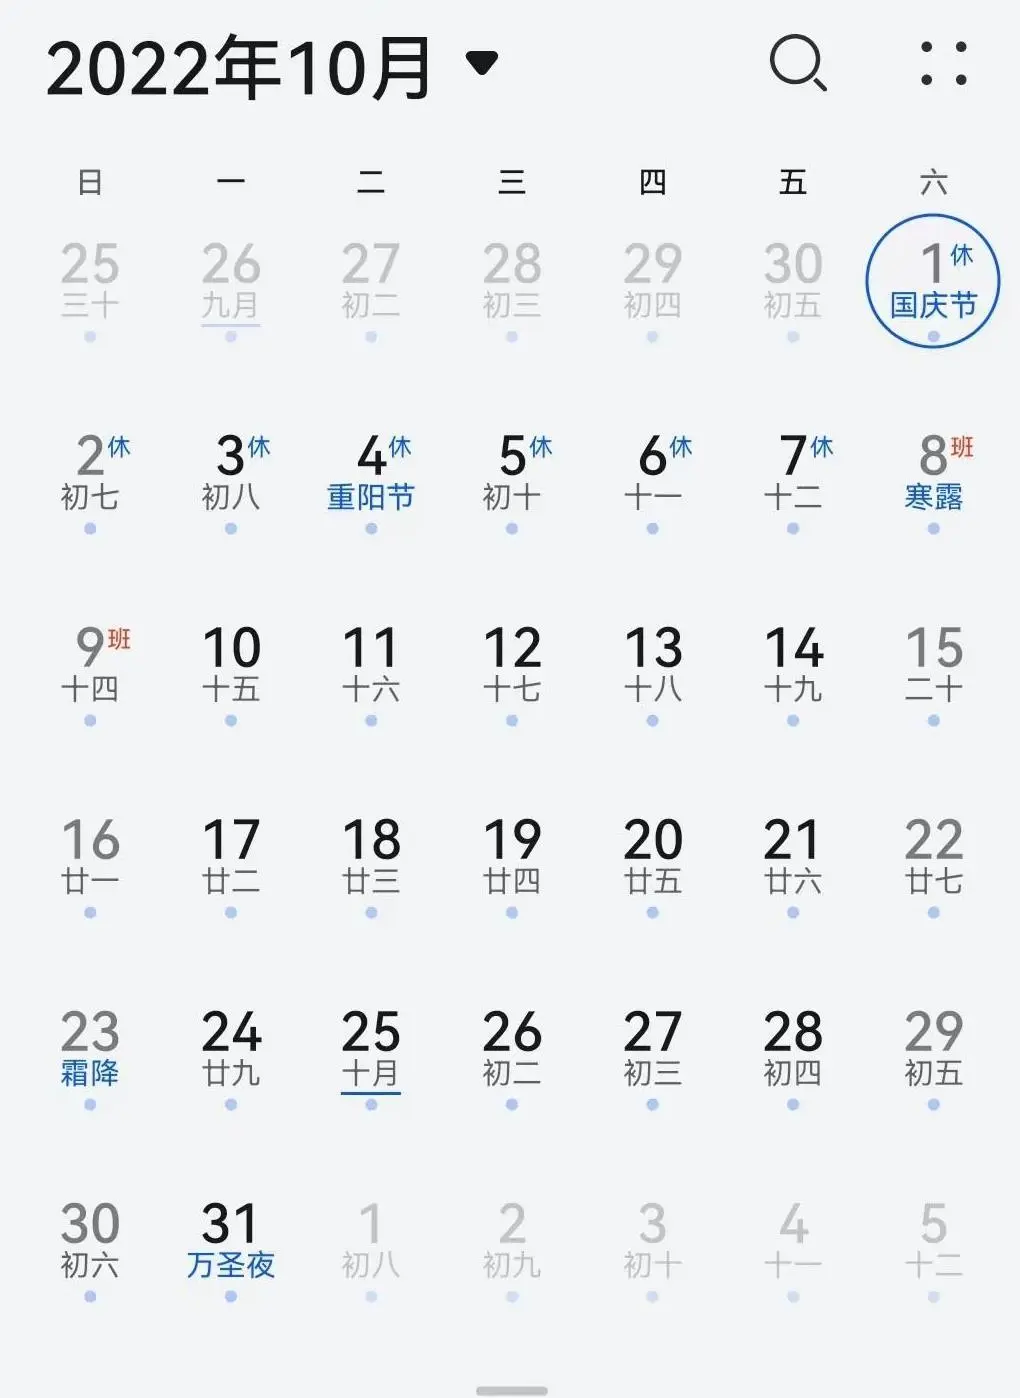 2022年10月
日 一 二 三 四 五 六
25 26 27 28 29 30 1休
三十 九月 初二 初三 初四 初五 国庆节
2休 3休 4休 5休 6休 7休 8班
初七 初八 重阳节 初十 十一 十二 寒露
9班 10 11 12 13 14 15
十四 十五 十六 十七 十八 十九 二十
16 17 18 19 20 21 22
廿一 廿二 廿三 廿四 廿五 廿六 廿七
23 24 25 26 27 28 29
霜降 廿九 十月 初二 初三 初四 初五
30 31 1 2 3 4 5
初六 万圣夜 初八 初九 初十 十一 十二